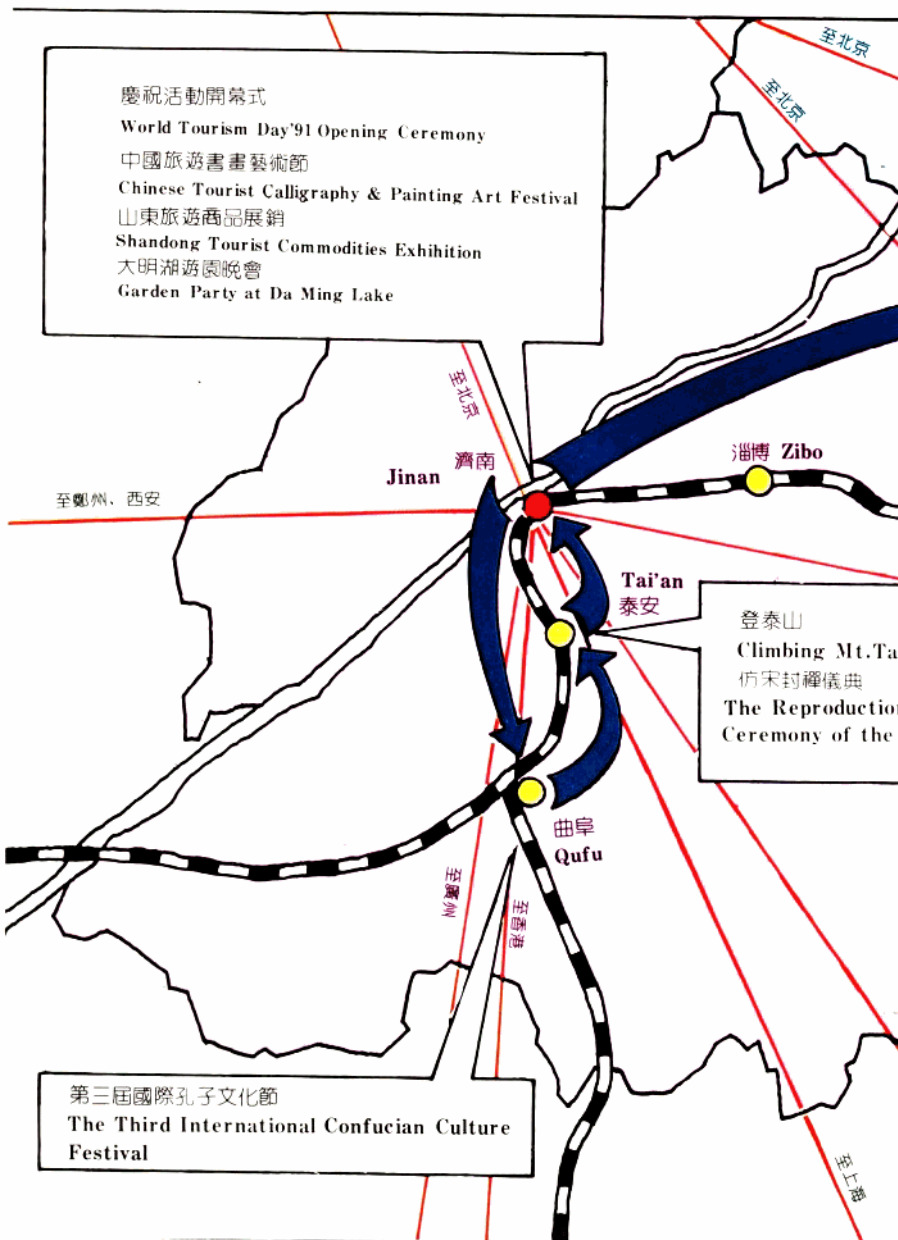 至北京
至北京
慶祝活動開幕式
World Tourism Day'91 Opening Ceremony
中國旅遊書畫藝術節
Chinese Tourist Calligraphy & Painting Art Festival
山東旅遊商品展銷
Shandong Tourist Commodities Exhibition
大明湖遊園晚會
Garden Party at Da Ming Lake
至北京
Jinan 濟南
淄博 Zibo
至鄭州、西安
Tai'an
泰安
登泰山
Climbing Mt.Ta
仿宋封禪儀典
The Reproduction
Ceremony of the
曲阜
Qufu
至廣州
至香港
第三屆國際孔子文化節
The Third International Confucian Culture
Festival
至上海